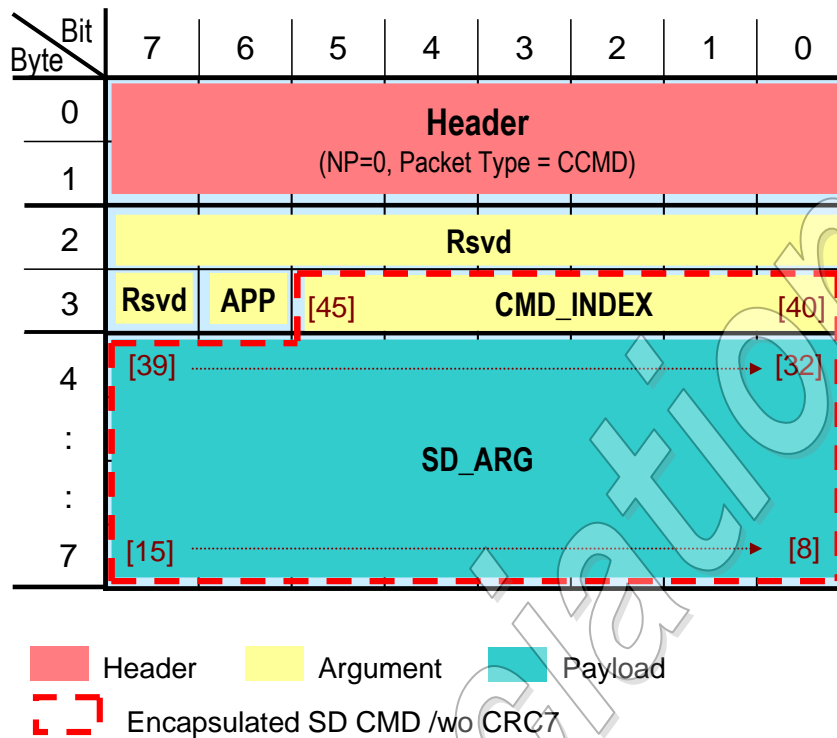 Bit
Byte 7 6 5 4 3 2 1 0
0
Header
(NP=0, Packet Type = CCMD)
1
2 Rsvd
3 Rsvd APP [45] CMD_INDEX [40]
4 [39] [32]
:
SD_ARG
:
7 [15] [8]
Header Argument Payload
Encapsulated SD CMD /wo CRC7
ciation